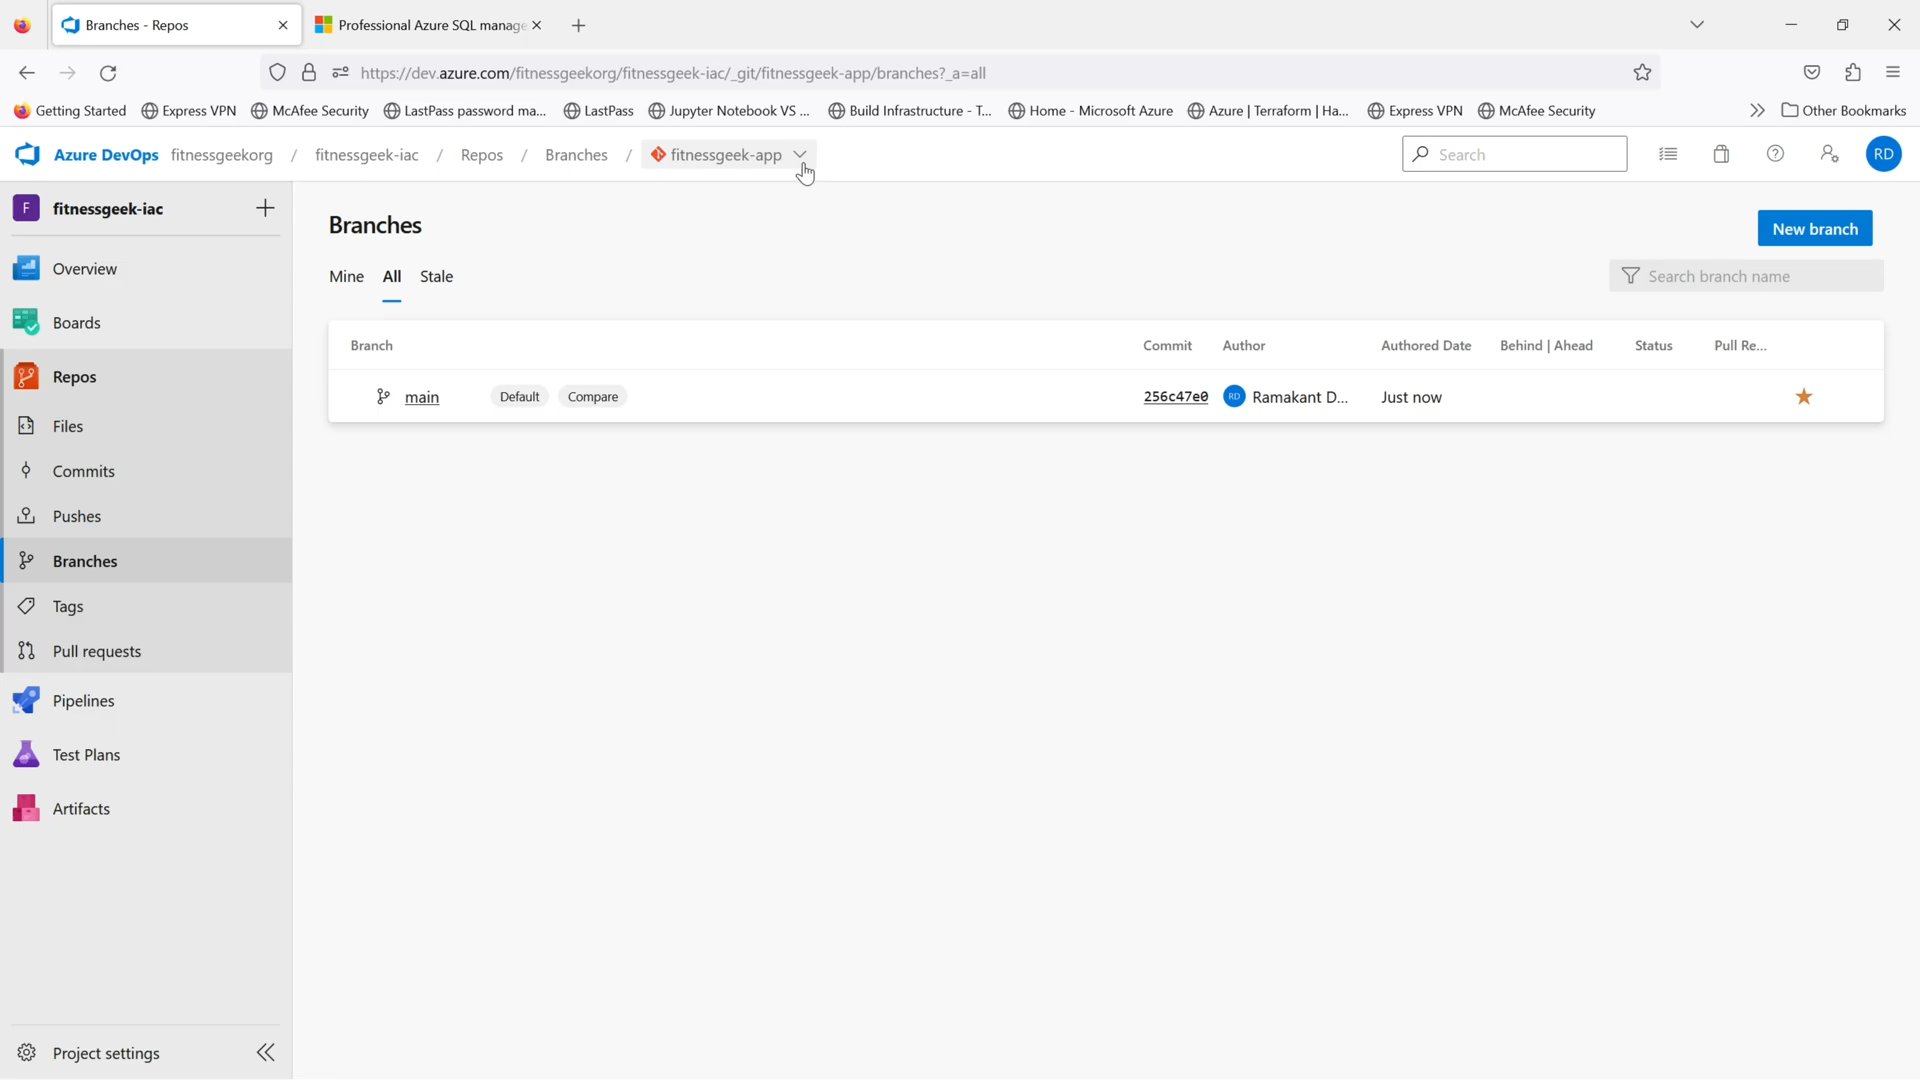 Branches - Repos
Professional Azure SQL manage
https://dev.azure.com/fitnessgeekorg/fitnessgeek-iac/_git/fitnessgeek-app/branches?_a=all
Getting Started Express VPN McAfee Security LastPass password ma... LastPass Jupyter Notebook VS ... Build Infrastructure - T... Home - Microsoft Azure Azure | Terraform | Ha... Express VPN McAfee Security Other Bookmarks
Azure DevOps fitnessgeekorg / fitnessgeek-iac / Repos / Branches / fitnessgeek-app Search RD
F fitnessgeek-iac
Overview
Boards
Repos
Files
Commits
Pushes
Branches
Tags
Pull requests
Pipelines
Test Plans
Artifacts
Project settings
Branches
New branch
Mine All Stale
Search branch name
Branch Commit Author Authored Date Behind | Ahead Status Pull Re...
main Default Compare 256c47e0 RD Ramakant D... Just now